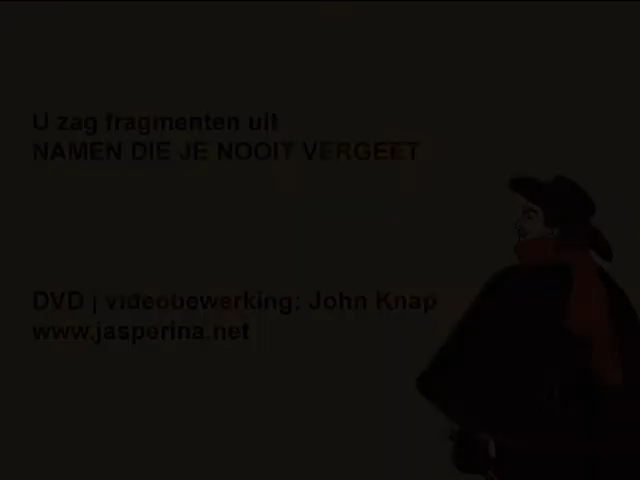 U zag fragmenten uit
NAMEN DIE JE NOOIT VERGEET
DVD | videobewerking: John Knap
www.jasperina.net